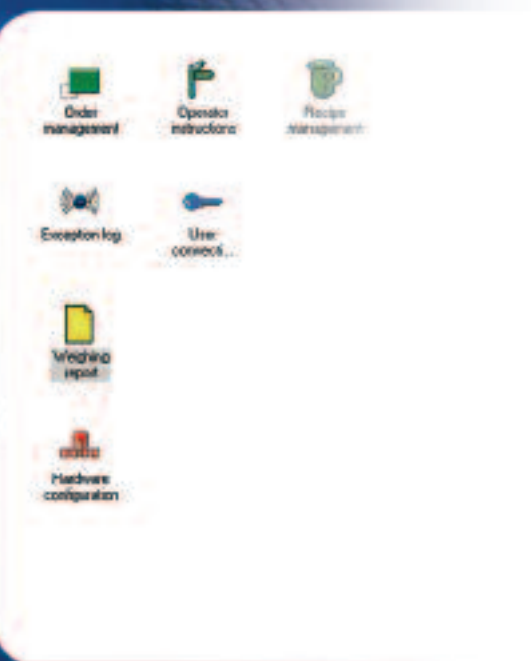 Order
management
Operator
instructions
Recipe
management
Exception log
User
connecti...
Weighing
report
Hardware
configuration